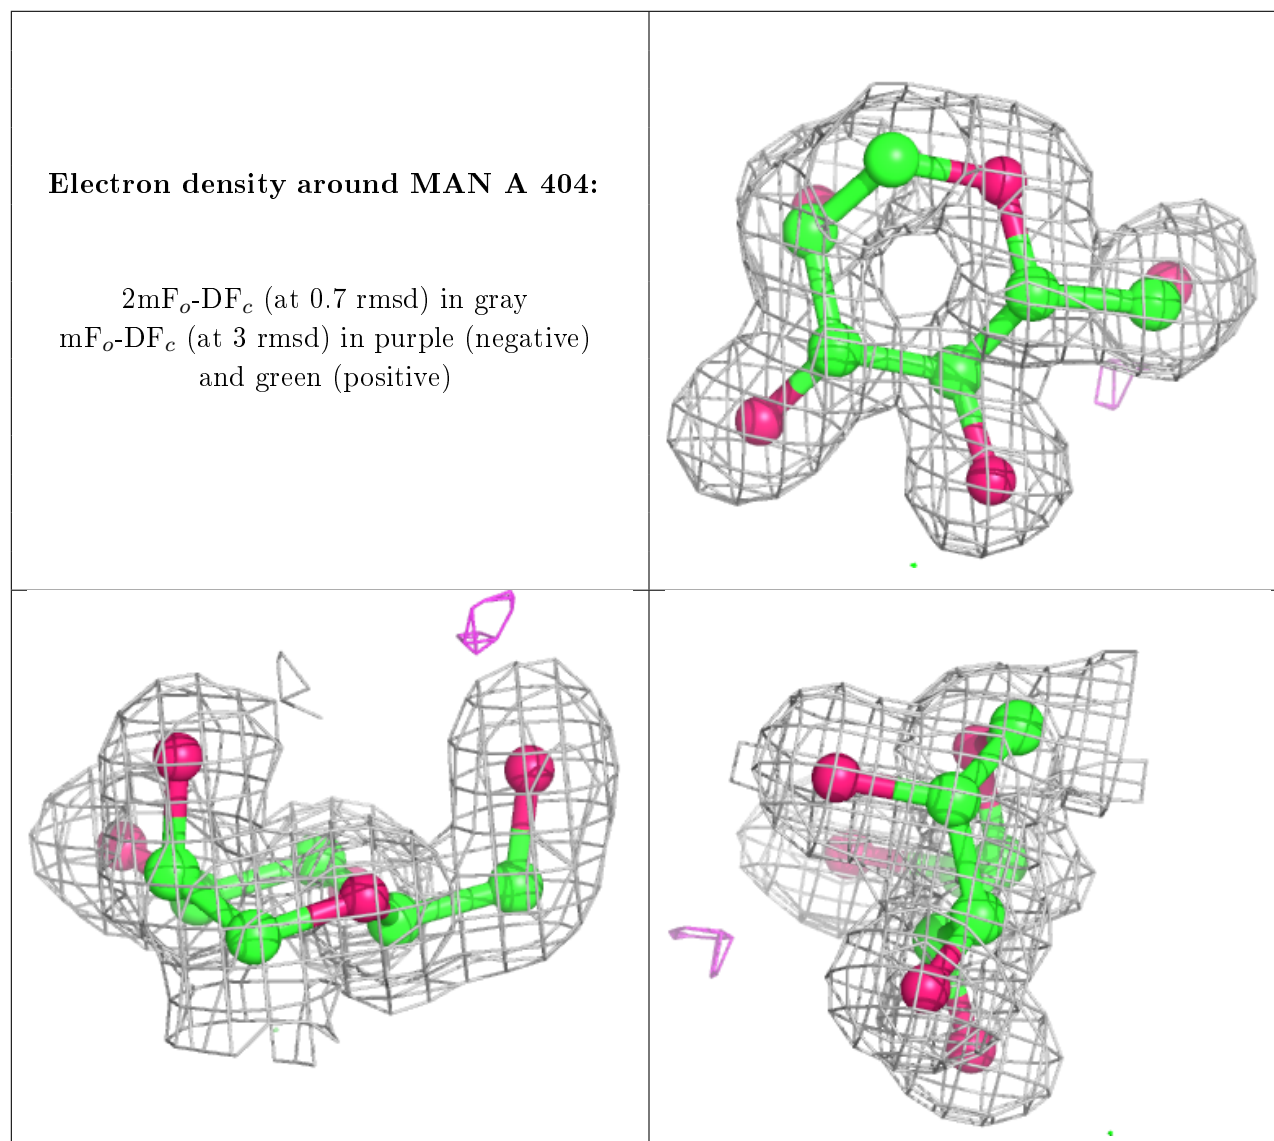 Electron density around MAN A 404:
2mFₒ-DF𝒸 (at 0.7 rmsd) in gray
mFₒ-DF𝒸 (at 3 rmsd) in purple (negative)
and green (positive)